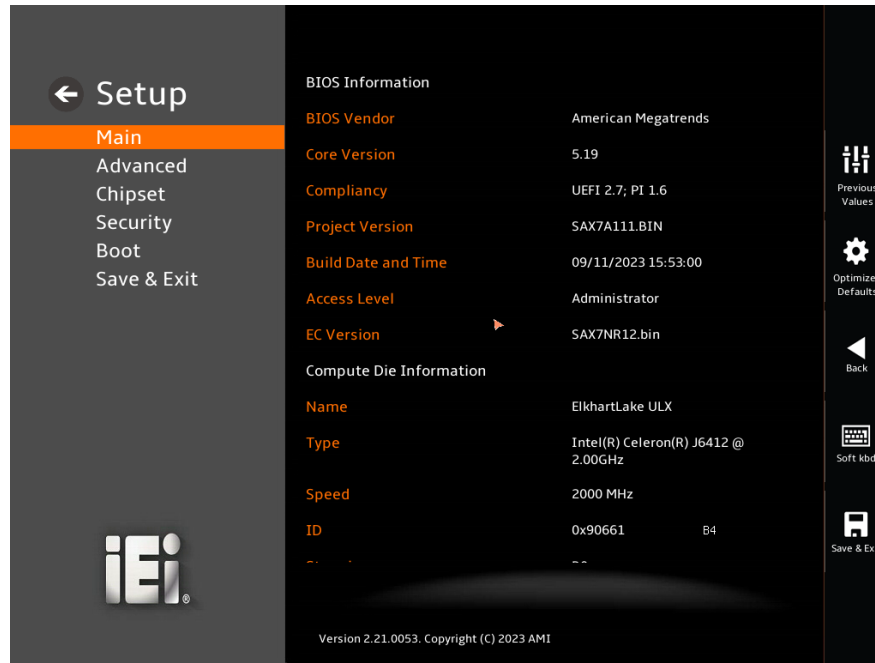 Setup
Main
Advanced
Chipset
Security
Boot
Save & Exit
iEi®
BIOS Information
BIOS Vendor American Megatrends
Core Version 5.19
Compliancy UEFI 2.7; PI 1.6
Project Version SAX7A111.BIN
Build Date and Time 09/11/2023 15:53:00
Access Level Administrator
EC Version SAX7NR12.bin
Compute Die Information
Name ElkhartLake ULX
Type Intel(R) Celeron(R) J6412 @
2.00GHz
Speed 2000 MHz
ID 0x90661 B4
Version 2.21.0053. Copyright (C) 2023 AMI
Previous
Values
Optimize
Defaults
Back
Soft kbd
Save & Ex